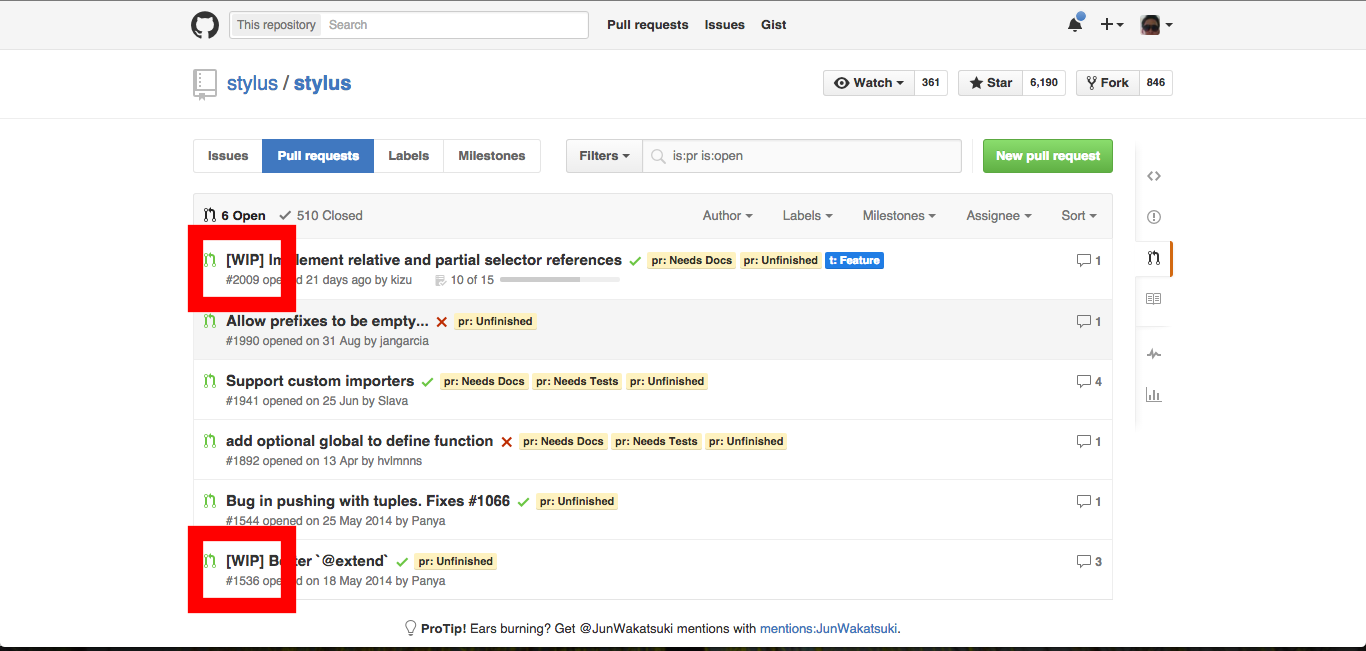 This repository Search Pull requests Issues Gist
stylus / stylus Watch 361 Star 6,190 Fork 846
Issues Pull requests Labels Milestones Filters is:pr is:open New pull request
6 Open 510 Closed Author Labels Milestones Assignee Sort
[WIP] Implement relative and partial selector references pr: Needs Docs pr: Unfinished t: Feature 1
#2009 opened 21 days ago by kizu 10 of 15
Allow prefixes to be empty... pr: Unfinished 1
#1990 opened on 31 Aug by jangarcia
Support custom importers pr: Needs Docs pr: Needs Tests pr: Unfinished 4
#1941 opened on 25 Jun by Slava
add optional global to define function pr: Needs Docs pr: Needs Tests pr: Unfinished 1
#1892 opened on 13 Apr by hvlmnns
Bug in pushing with tuples. Fixes #1066 pr: Unfinished 1
#1544 opened on 25 May 2014 by Panya
[WIP] Better `@extend` pr: Unfinished 3
#1536 opened on 18 May 2014 by Panya
ProTip! Ears burning? Get @JunWakatsuki mentions with mentions:JunWakatsuki.